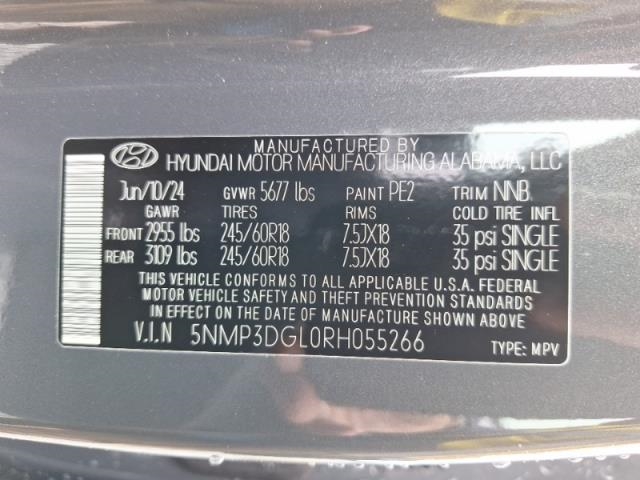 MANUFACTURED BY
HYUNDAI MOTOR MANUFACTURING ALABAMA, LLC
Jun/10/24 GVWR 5677 lbs PAINT PE2 TRIM NNB
GAWR TIRES RIMS COLD TIRE INFL
FRONT 2955 lbs 245/60R18 7.5JX18 35 psi SINGLE
REAR 3109 lbs 245/60R18 7.5JX18 35 psi SINGLE
THIS VEHICLE CONFORMS TO ALL APPLICABLE U.S.A. FEDERAL
MOTOR VEHICLE SAFETY AND THEFT PREVENTION STANDARDS
IN EFFECT ON THE DATE OF MANUFACTURE SHOWN ABOVE
V.I.N 5NMP3DGL0RH055266 TYPE: MPV